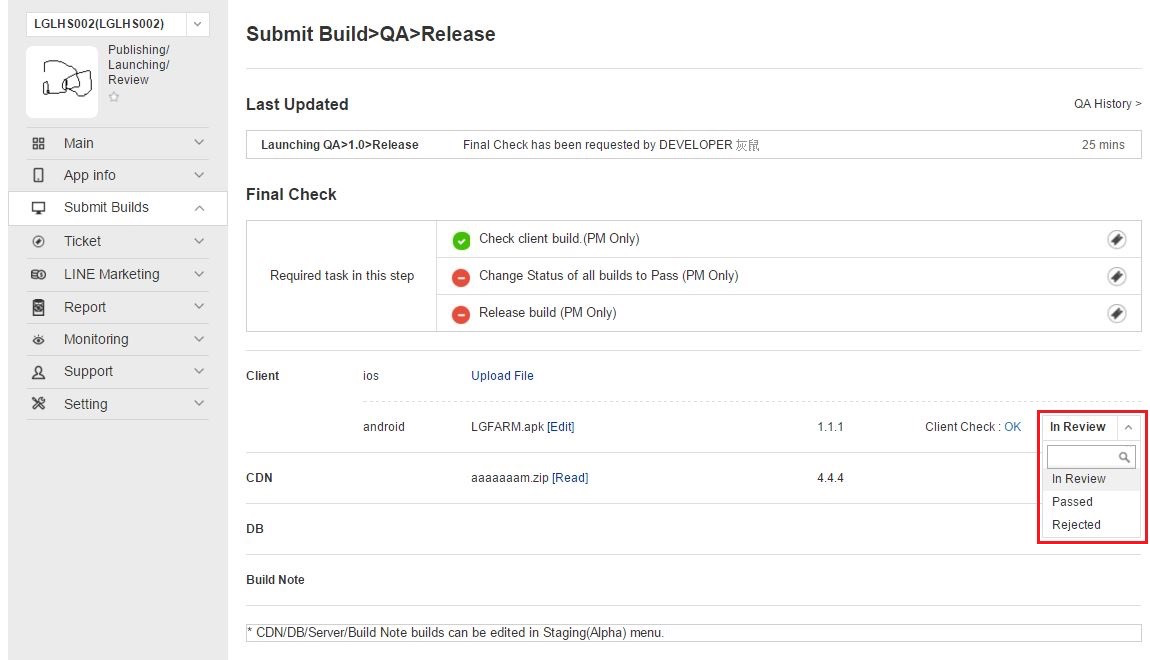 LGLHS002(LGLHS002)
Publishing/
Launching/
Review
Main
App info
Submit Builds
Ticket
LINE Marketing
Report
Monitoring
Support
Setting
Submit Build>QA>Release
Last Updated
QA History >
Launching QA>1.0>Release Final Check has been requested by DEVELOPER 灰鼠 25 mins
Final Check
Required task in this step
Check client build.(PM Only)
Change Status of all builds to Pass (PM Only)
Release build (PM Only)
Client ios Upload File
android LGFARM.apk [Edit] 1.1.1 Client Check : OK In Review
In Review
Passed
Rejected
CDN aaaaaaam.zip [Read] 4.4.4
DB
Build Note
* CDN/DB/Server/Build Note builds can be edited in Staging(Alpha) menu.